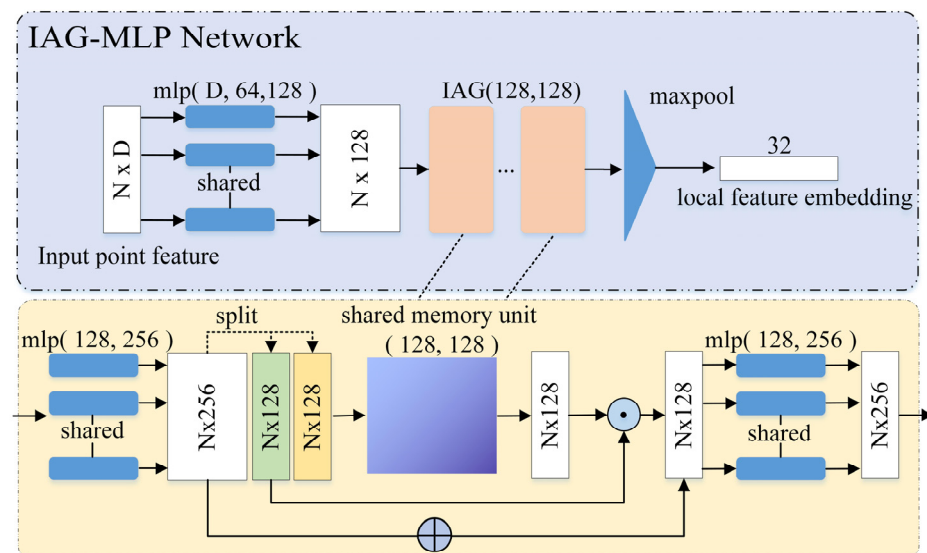 IAG-MLP Network
mlp( D, 64,128 )
IAG(128,128)
maxpool
N x D
shared
N x 128
...
32
local feature embedding
Input point feature
split
shared memory unit
mlp( 128, 256 )
( 128, 128 )
mlp( 128, 256 )
shared
Nx256
Nx128
Nx128
Nx128
Nx128
shared
Nx256